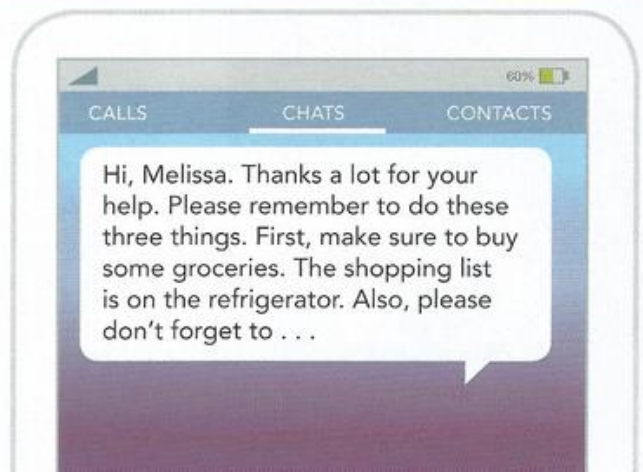 60%
CALLS CHATS CONTACTS
Hi, Melissa. Thanks a lot for your
help. Please remember to do these
three things. First, make sure to buy
some groceries. The shopping list
is on the refrigerator. Also, please
don't forget to . . .